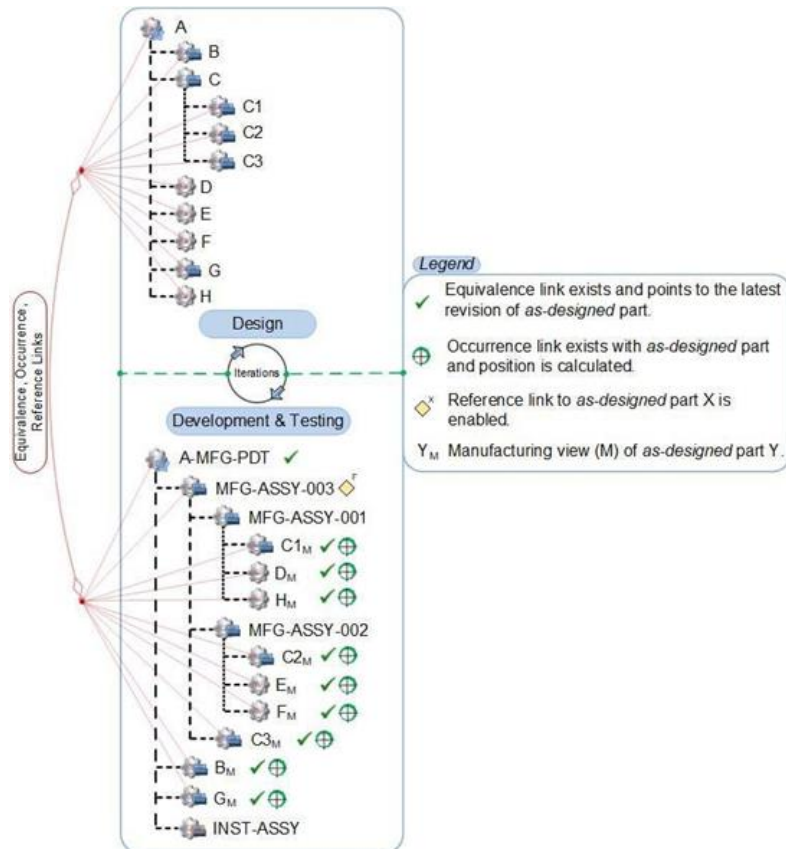 A
B
C
C1
C2
C3
D
E
F
G
H
Equivalence, Occurrence,
Reference Links
Design
Iterations
Development & Testing
A-MFG-PDT ✓
MFG-ASSY-003
MFG-ASSY-001
C1M ✓
DM ✓
HM ✓
MFG-ASSY-002
C2M ✓
EM ✓
FM ✓
C3M ✓
BM ✓
GM ✓
INST-ASSY
Legend
✓ Equivalence link exists and points to the latest
revision of as-designed part.
Occurrence link exists with as-designed part
and position is calculated.
x Reference link to as-designed part X is
enabled.
YM Manufacturing view (M) of as-designed part Y.